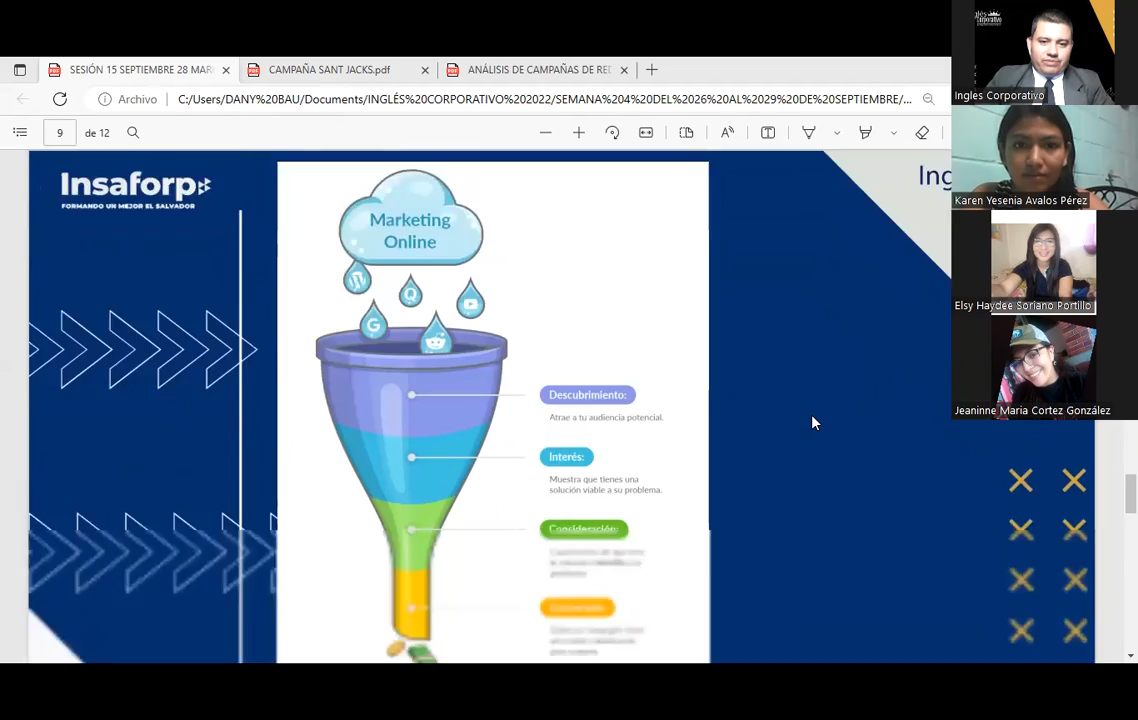 SESIÓN 15 SEPTIEMBRE 28 MAR
CAMPAÑA SANT JACKS.pdf
ANÁLISIS DE CAMPAÑAS DE RE
Archivo
C:/Users/DANY%20BAU/Documents/INGLÉS%20CORPORATIVO%202022/SEMANA%204%20DEL%2026%20AL%2029%20DE%20SEPTIEMBRE/...
9 de 12
Insaforp
FORMANDO UN MEJOR EL SALVADOR
Ing
Marketing
Online
Descubrimiento:
Atrae a tu audiencia potencial.
Interés:
Muestra que tienes una
solución viable a su problema.
Consideración:
Ingles Corporativo
Karen Yesenia Avalos Pérez
Elsy Haydee Soriano Portillo
Jeaninne Maria Cortez González